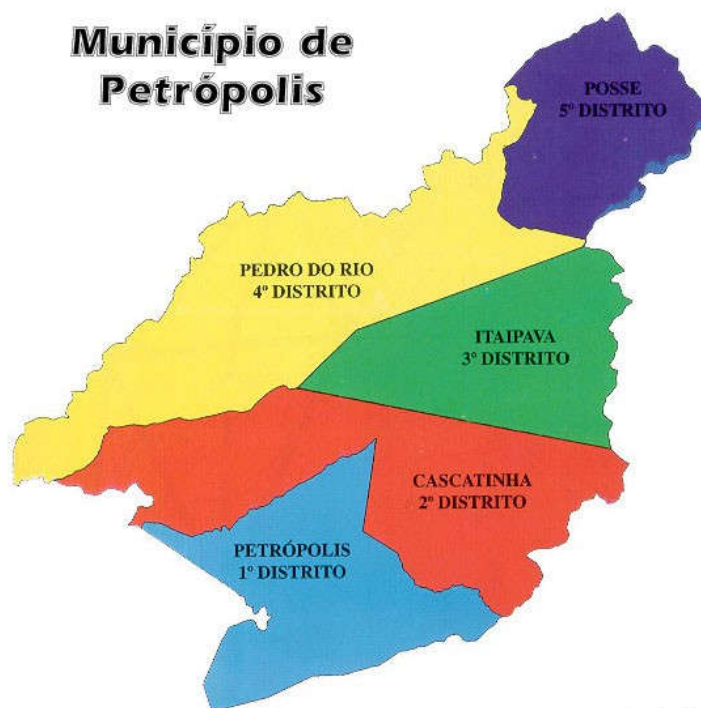 Município de
Petrópolis
POSSE
5º DISTRITO
PEDRO DO RIO
4º DISTRITO
ITAIPAVA
3º DISTRITO
CASCATINHA
2º DISTRITO
PETRÓPOLIS
1º DISTRITO